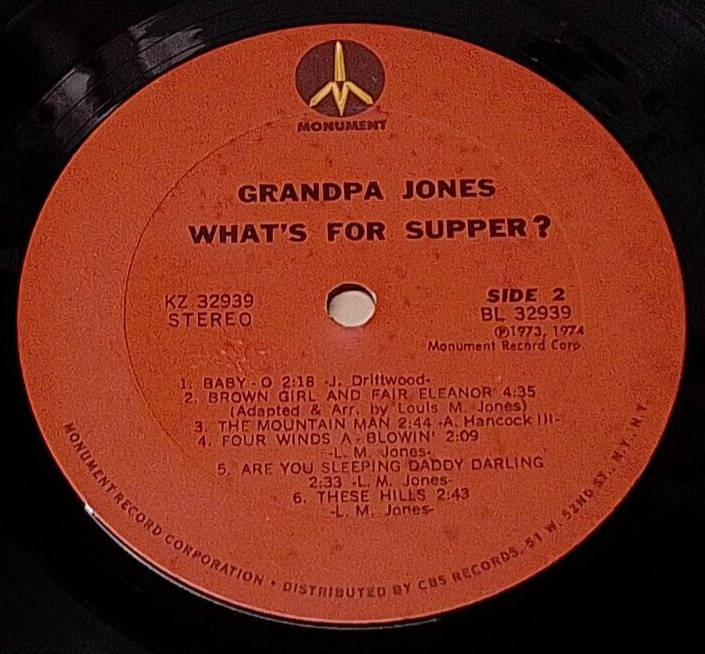 MONUMENT
GRANDPA JONES
WHAT'S FOR SUPPER?
KZ 32939
STEREO
SIDE 2
BL 32939
Ⓟ1973, 1974
Monument Record Corp.
1. BABY-O 2:18 -J. Driftwood-
2. BROWN GIRL AND FAIR ELEANOR 4:35
(Adapted & Arr. by Louis M. Jones)
3. THE MOUNTAIN MAN 2:44 -A. Hancock III-
4. FOUR WINDS A-BLOWIN' 2:09
-L. M. Jones-
5. ARE YOU SLEEPING DADDY DARLING
2:33 -L. M. Jones-
6. THESE HILLS 2:43
-L. M. Jones-
MONUMENT RECORD CORPORATION • DISTRIBUTED BY CBS RECORDS, 51 W. 52ND ST., N.Y., N.Y.